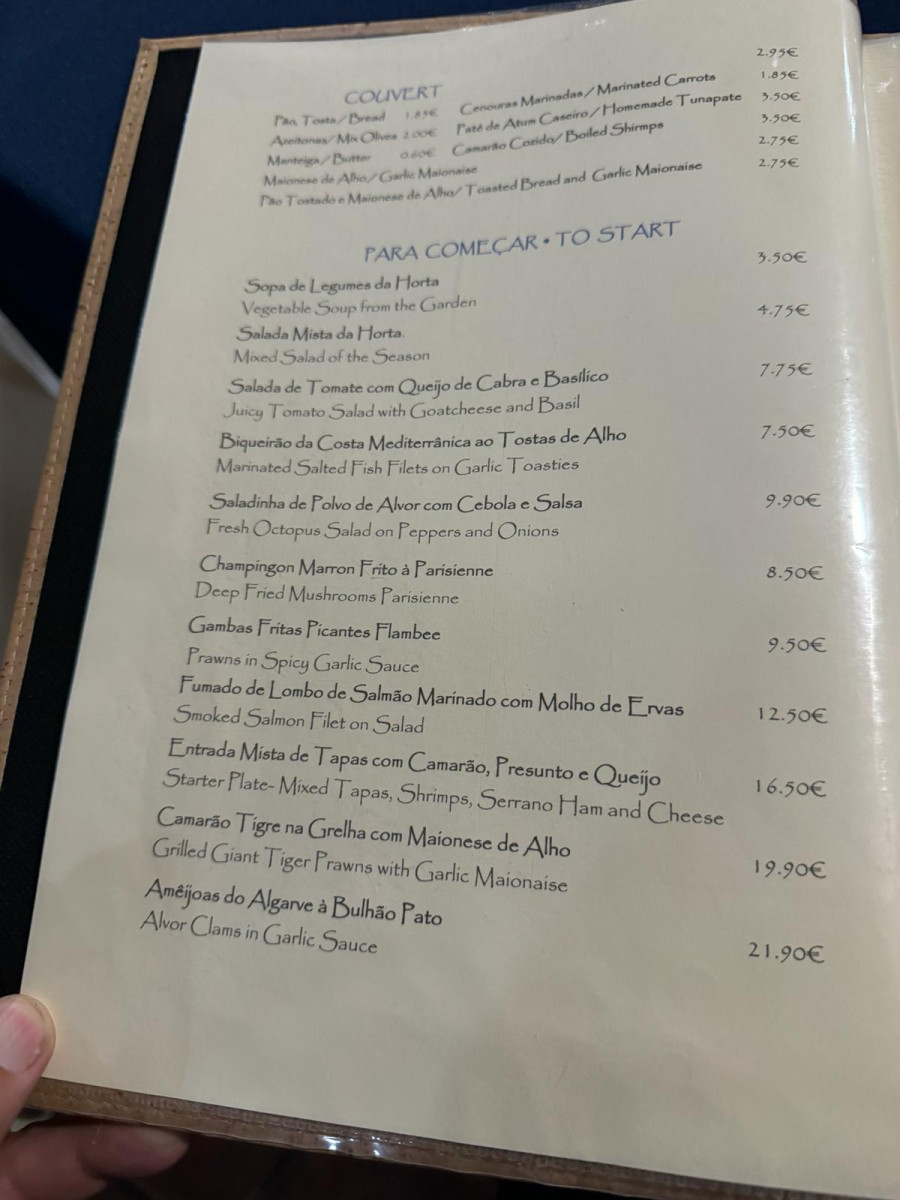 COUVERT
2.95€
Pão, Tosta/Bread 1.85€ Cenouras Marinadas/Marinated Carrots 1.85€
Azeitonas/Mix Olives 2.00€ Paté de Atum Caseiro/Homemade Tunapate 3.50€
Manteiga/Butter 0.60€ Camarão Cozido/Boiled Shirmps 3.50€
Maionese de Alho/Garlic Maionaise 2.75€
Pão Tostado e Maionese de Alho/Toasted Bread and Garlic Maionaise 2.75€
PARA COMEÇAR • TO START
Sopa de Legumes da Horta 3.50€
Vegetable Soup from the Garden
Salada Mista da Horta. 4.75€
Mixed Salad of the Season
Salada de Tomate com Queijo de Cabra e Basílico 7.75€
Juicy Tomato Salad with Goatcheese and Basil
Biqueirão da Costa Mediterrânica ao Tostas de Alho 7.50€
Marinated Salted Fish Filets on Garlic Toasties
Saladinha de Polvo de Alvor com Cebola e Salsa 9.90€
Fresh Octopus Salad on Peppers and Onions
Champingon Marron Frito à Parisienne 8.50€
Deep Fried Mushrooms Parisienne
Gambas Fritas Picantes Flambee 9.50€
Prawns in Spicy Garlic Sauce
Fumado de Lombo de Salmão Marinado com Molho de Ervas 12.50€
Smoked Salmon Filet on Salad
Entrada Mista de Tapas com Camarão, Presunto e Queijo 16.50€
Starter Plate- Mixed Tapas, Shrimps, Serrano Ham and Cheese
Camarão Tigre na Grelha com Maionese de Alho 19.90€
Grilled Giant Tiger Prawns with Garlic Maionaise
Amêijoas do Algarve à Bulhão Pato 21.90€
Alvor Clams in Garlic Sauce